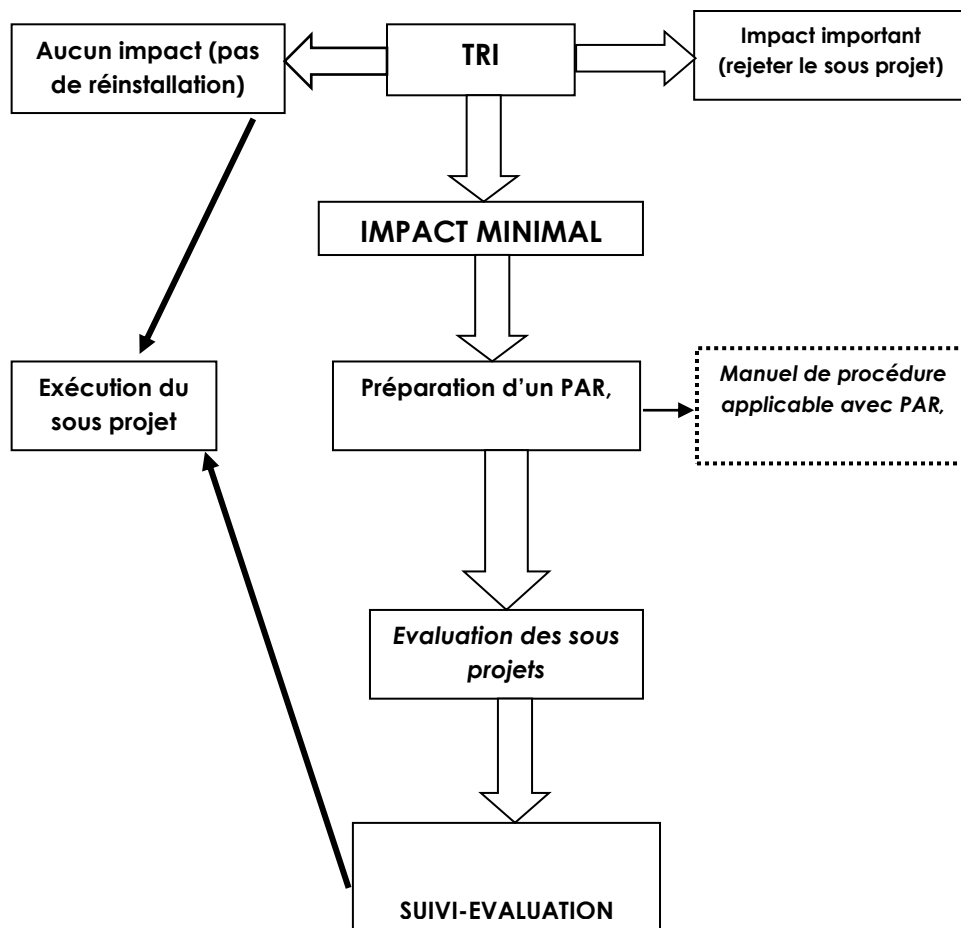 Aucun impact (pas
de réinstallation)
TRI
Impact important
(rejeter le sous projet)
IMPACT MINIMAL
Exécution du
sous projet
Préparation d’un PAR,
Manuel de procédure
applicable avec PAR,
Evaluation des sous
projets
SUIVI-EVALUATION